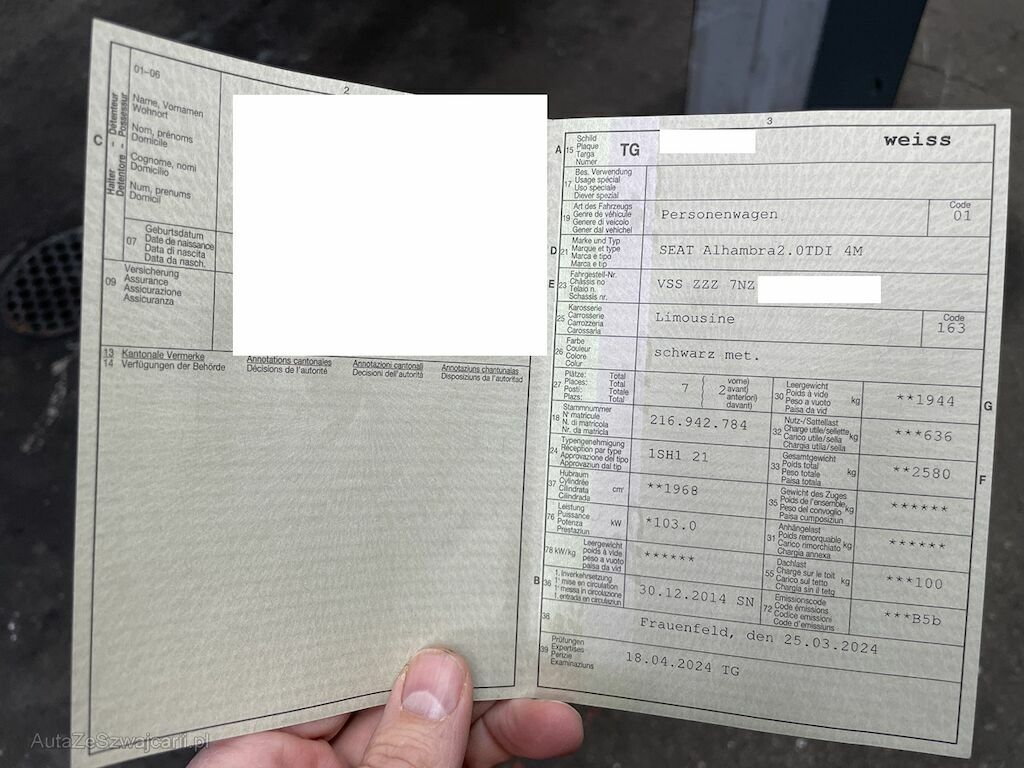 2
01–06
C
Halter – Détenteur
Detentore – Possessur
Name, Vornamen
Wohnort
Nom, prénoms
Domicile
Cognome, nomi
Domicilio
Num, prenums
Domicil
07
Geburtsdatum
Date de naissance
Data di nascita
Data da nasch.
09
Versicherung
Assurance
Assicurazione
Assicuranza
13 Kantonale Vermerke Annotations cantonales Annotazioni cantonali Annotaziuns chantunalas
14 Verfügungen der Behörde Décisions de l'autorité Decisioni dell'autorità Disposiziuns da l'autoritad
3
A 15
Schild
Plaque
Targa
Numer
TG
weiss
17
Bes. Verwendung
Usage spécial
Uso speciale
Diever spezial
19
Art des Fahrzeugs
Genre de véhicule
Genere di veicolo
Gener dal vehichel
Personenwagen
Code
01
D 21
Marke und Typ
Marque et type
Marca e tipo
Marca e tip
SEAT Alhambra2.0TDI 4M
E 23
Fahrgestell-Nr.
Châssis no
Telaio n.
Schassis nr.
VSS ZZZ 7NZ
25
Karosserie
Carrosserie
Carrozzeria
Carossaria
Limousine
Code
163
26
Farbe
Couleur
Colore
Colur
schwarz met.
27
Plätze: Total
Places: Total
Posti: Totale
Plazs: Total
7
2
vorne)
avant)
anteriori)
davant)
30
Leergewicht
Poids à vide
Peso a vuoto
Paisa da vid
kg
**1944
G
18
Stammnummer
N° matricule
N. di matricola
Nr. da matricla
216.942.784
32
Nutz-/Sattellast
Charge utile/sellette
Carico utile/sella
Chargia utila/sella
kg
***636
24
Typengenehmigung
Réception par type
Approvazione del tipo
Approvaziun dal tip
1SH1 21
33
Gesamtgewicht
Poids total
Peso totale
Paisa totala
kg
**2580
F
37
Hubraum
Cylindrée
Cilindrata
Cilindrada
cm³
**1968
35
Gewicht des Zuges
Poids de l'ensemble
Peso del convoglio
Paisa cumposiziun
kg
******
76
Leistung
Puissance
Potenza
Prestaziun
kW
*103.0
31
Anhängelast
Poids remorquable
Carico rimorchiato
Chargia annexa
kg
******
78 kW/kg
Leergewicht
poids à vide
peso a vuoto
paisa da vid
******
55
Dachlast
Charge sur le toit
Carico sul tetto
Chargia sin il tetg
kg
***100
B 36
1. Inverkehrsetzung
1° mise en circulation
1° messa in circolazione
1. entrada en circulaziun
30.12.2014 SN
72
Emissionscode
Code émissions
Codice emissioni
Code d'emissiuns
***B5b
38
Frauenfeld, den 25.03.2024
39
Prüfungen
Expertises
Perizie
Examinaziuns
18.04.2024 TG
AutaZeSzwajcarii.pl